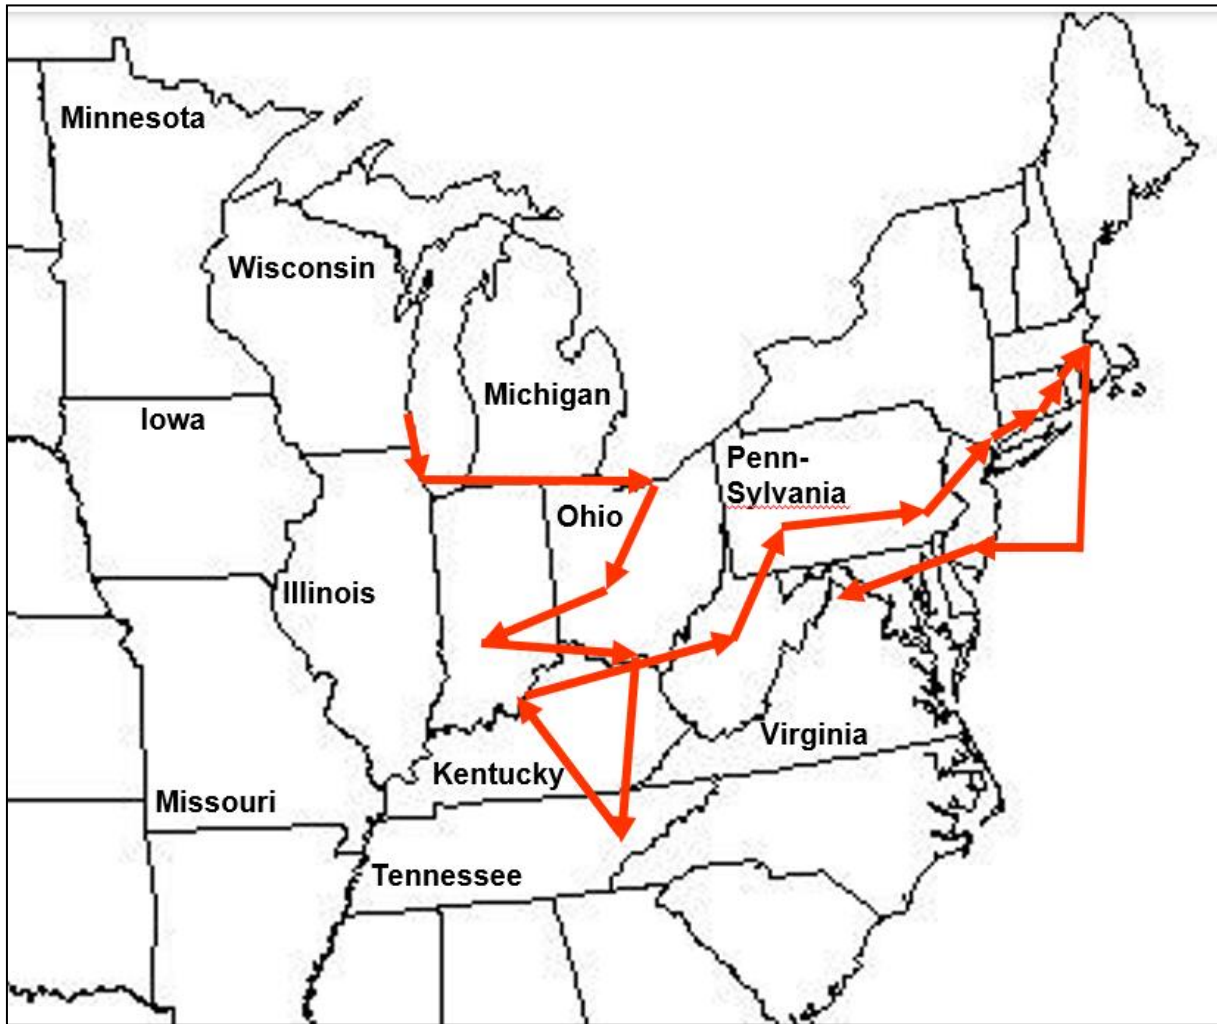 Minnesota
Wisconsin
Michigan
Iowa
Penn-
Sylvania
Ohio
Illinois
Virginia
Kentucky
Missouri
Tennessee